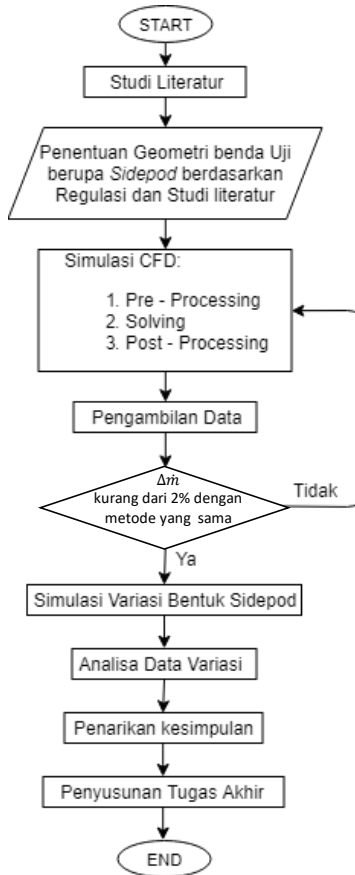 START
Studi Literatur
Penentuan Geometri benda Uji
berupa Sidepod berdasarkan
Regulasi dan Studi literatur
Simulasi CFD:
1. Pre - Processing
2. Solving
3. Post - Processing
Pengambilan Data
Δṁ
kurang dari 2% dengan
metode yang sama
Tidak
Ya
Simulasi Variasi Bentuk Sidepod
Analisa Data Variasi
Penarikan kesimpulan
Penyusunan Tugas Akhir
END